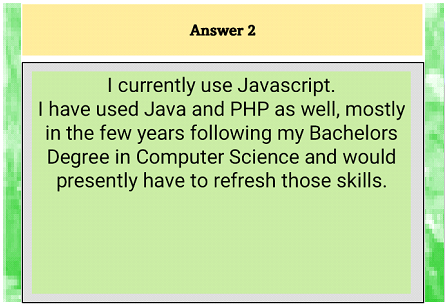 Answer 2
I currently use Javascript.
I have used Java and PHP as well, mostly
in the few years following my Bachelors
Degree in Computer Science and would
presently have to refresh those skills.